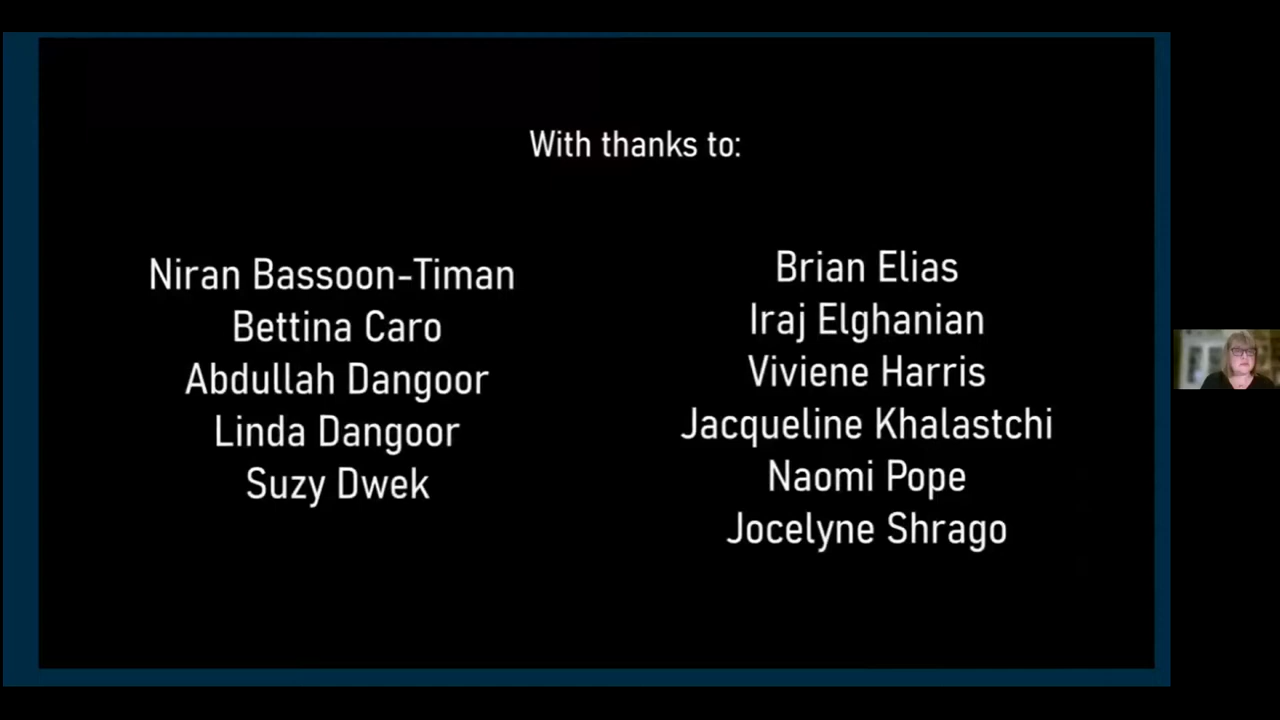 With thanks to:
Niran Bassoon-Timan
Bettina Caro
Abdullah Dangoor
Linda Dangoor
Suzy Dwek
Brian Elias
Iraj Elghanian
Viviene Harris
Jacqueline Khalastchi
Naomi Pope
Jocelyne Shrago